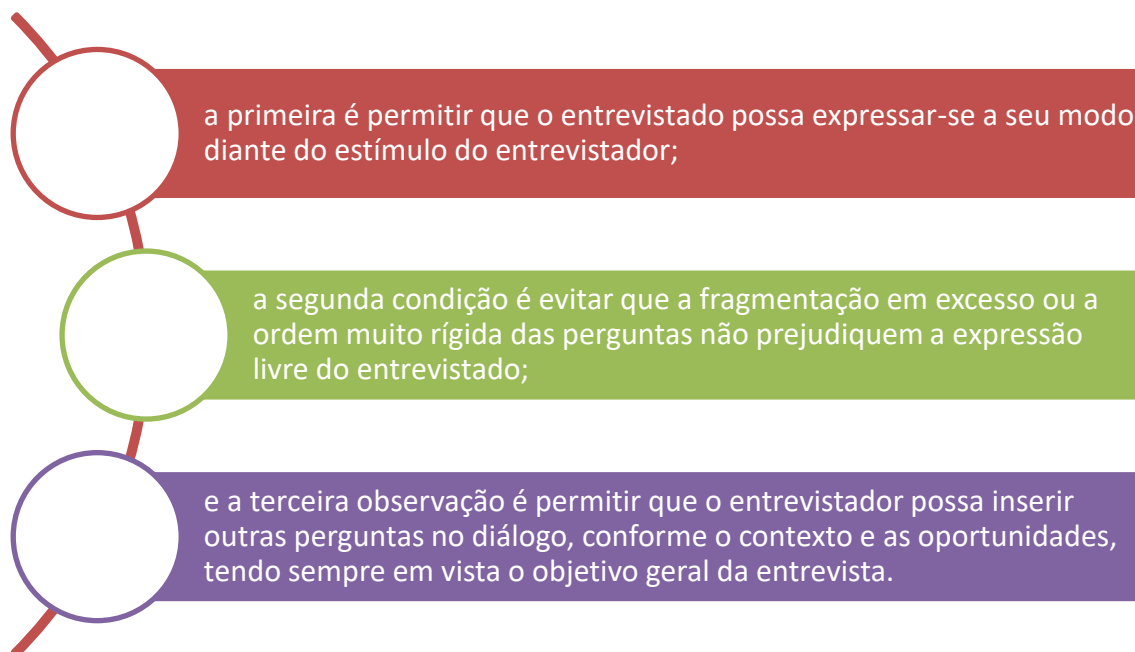 a primeira é permitir que o entrevistado possa expressar-se a seu modo
diante do estímulo do entrevistador;
a segunda condição é evitar que a fragmentação em excesso ou a
ordem muito rígida das perguntas não prejudiquem a expressão
livre do entrevistado;
e a terceira observação é permitir que o entrevistador possa inserir
outras perguntas no diálogo, conforme o contexto e as oportunidades,
tendo sempre em vista o objetivo geral da entrevista.